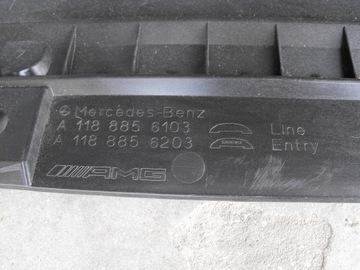 Mercedes-Benz
A 118 885 6103 Line
A 118 885 6203 Entry
AMG